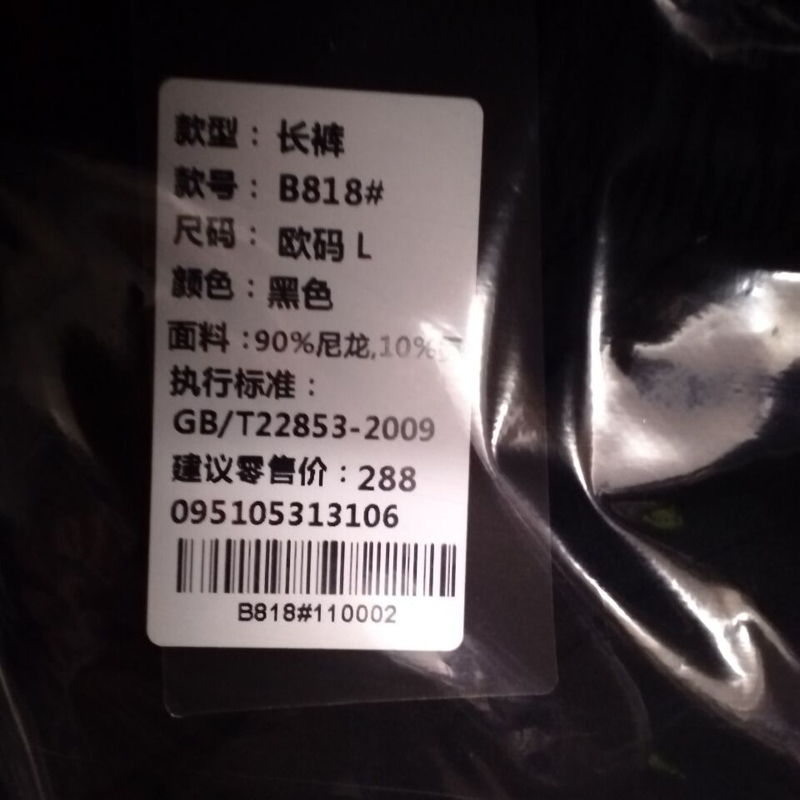 款型： 长裤
款号： B818#
尺码： 欧码 L
颜色：黑色
面料：90%尼龙,10%
执行标准：
GB/T22853-2009
建议零售价：288
095105313106
B818#110002